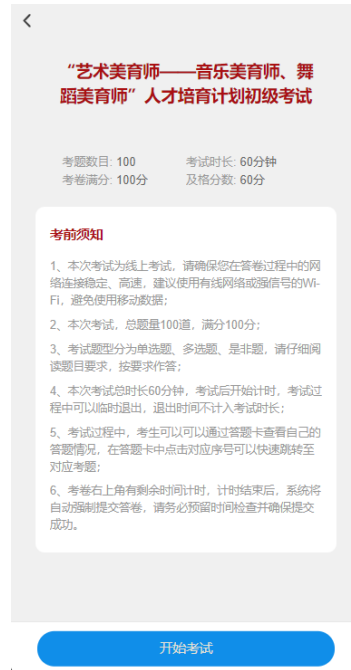 “艺术美育师——音乐美育师、舞
蹈美育师”人才培育计划初级考试
考题数目: 100 考试时长: 60分钟
考卷满分: 100分 及格分数: 60分
考前须知
1、本次考试为线上考试，请确保您在答卷过程中的网
络连接稳定、高速，建议使用有线网络或强信号的Wi-
Fi，避免使用移动数据；
2、本次考试，总题量100道，满分100分；
3、考试题型分为单选题、多选题、是非题，请仔细阅
读题目要求，按要求作答；
4、本次考试总时长60分钟，考试后开始计时，考试过
程中可以临时退出，退出时间不计入考试时长；
5、考试过程中，考生可以可以通过答题卡查看自己的
答题情况，在答题卡中点击对应序号可以快速跳转至
对应考题；
6、考卷右上角有剩余时间计时，计时结束后，系统将
自动强制提交答卷，请务必预留时间检查并确保提交
成功。
开始考试